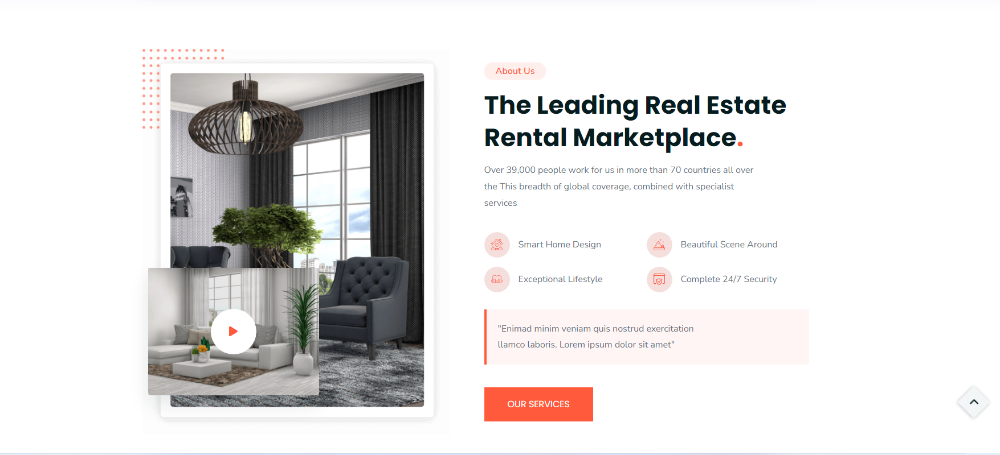 About Us
The Leading Real Estate
Rental Marketplace.
Over 39,000 people work for us in more than 70 countries all over
the This breadth of global coverage, combined with specialist
services
Smart Home Design
Beautiful Scene Around
Exceptional Lifestyle
Complete 24/7 Security
"Enimad minim veniam quis nostrud exercitation
llamco laboris. Lorem ipsum dolor sit amet"
OUR SERVICES